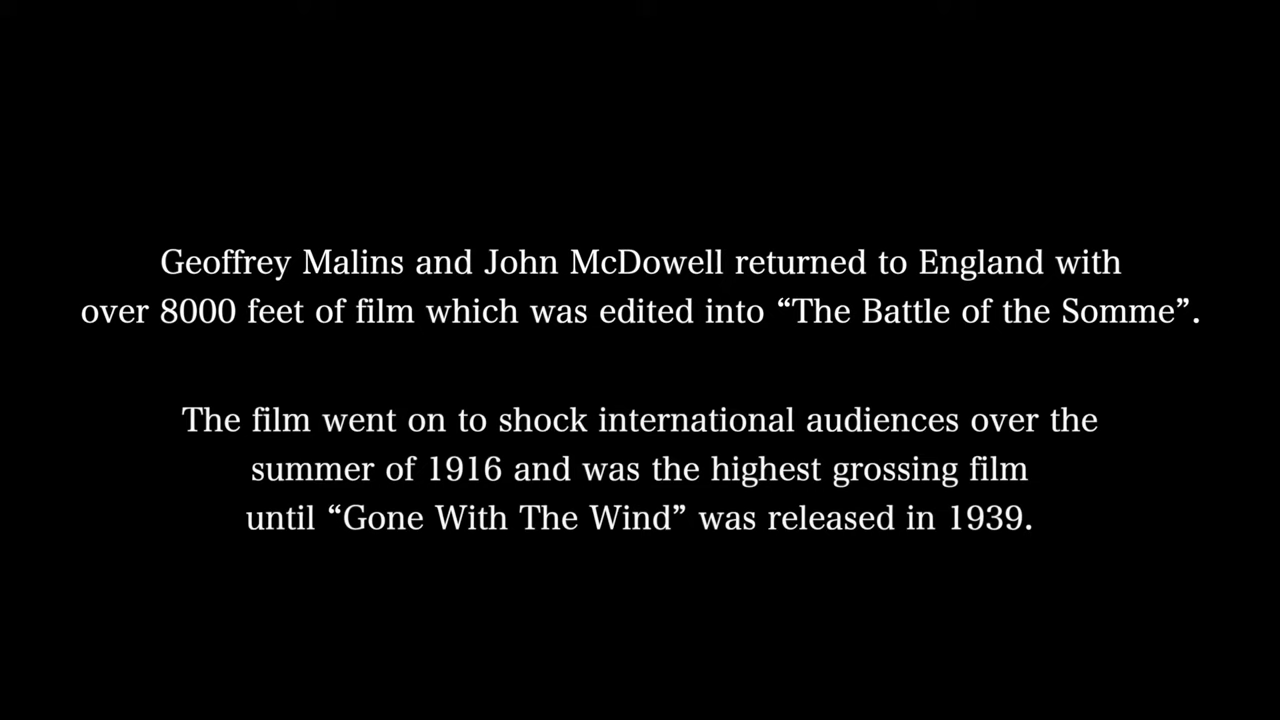 Geoffrey Malins and John McDowell returned to England with
over 8000 feet of film which was edited into “The Battle of the Somme”.
The film went on to shock international audiences over the
summer of 1916 and was the highest grossing film
until “Gone With The Wind” was released in 1939.